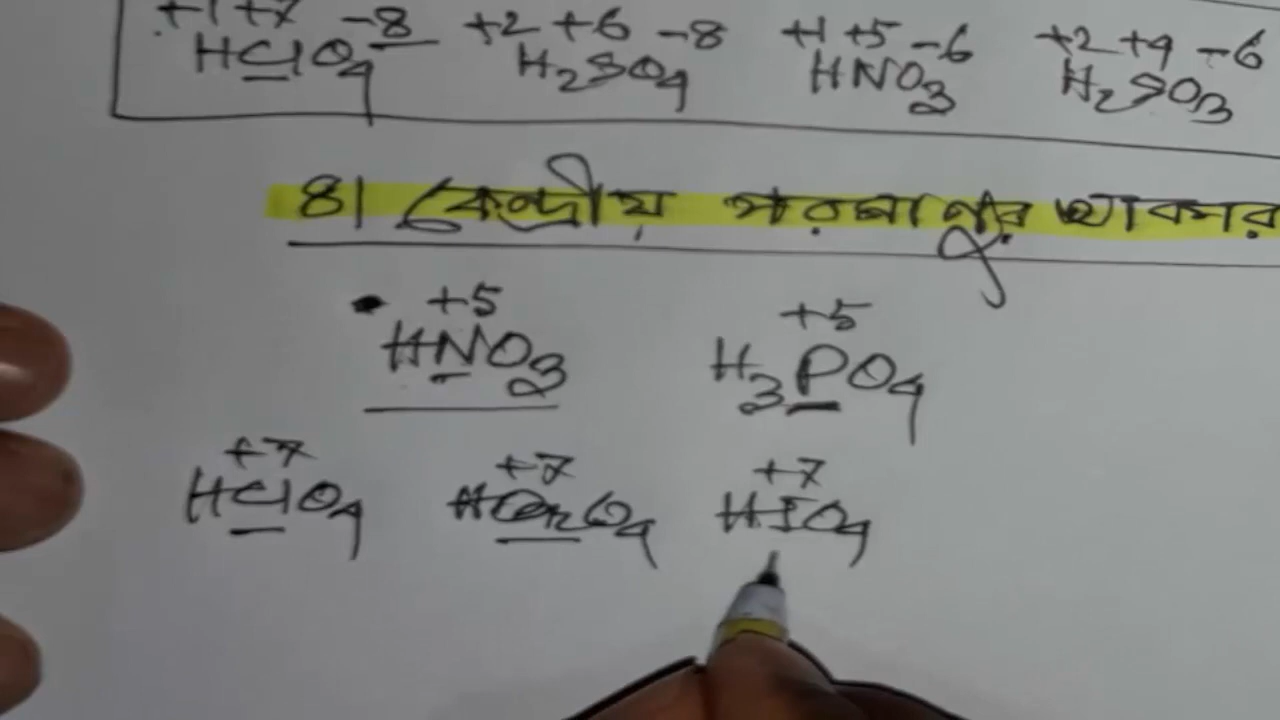 +1 +7 -8 +2 +6 -8 +1 +5 -6 +2 +4 -6
HClO4 H2SO4 HNO3 H2SO3
8| কেন্দ্রীয় পরমাণুর আকার
+5 +5
HNO3 H3PO4
+7 +7 +7
HClO4 HBrO4 HIO4